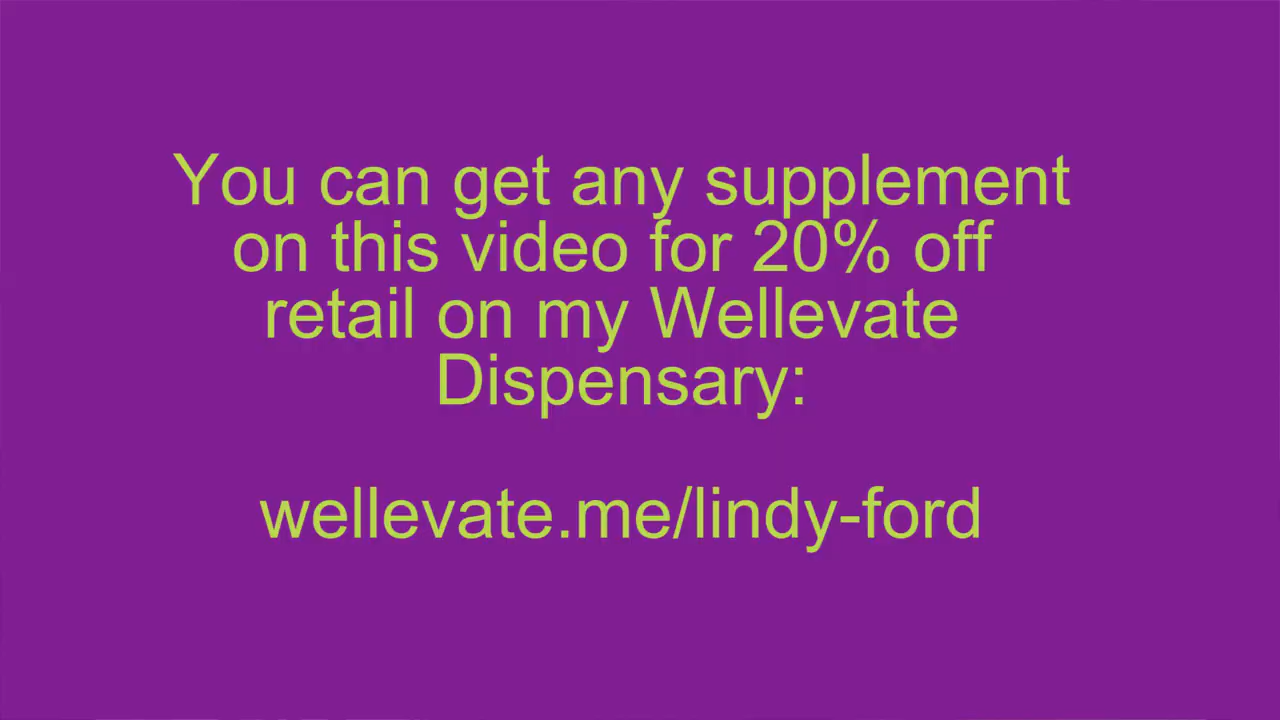 You can get any supplement
on this video for 20% off
retail on my Wellevate
Dispensary:
wellevate.me/lindy-ford